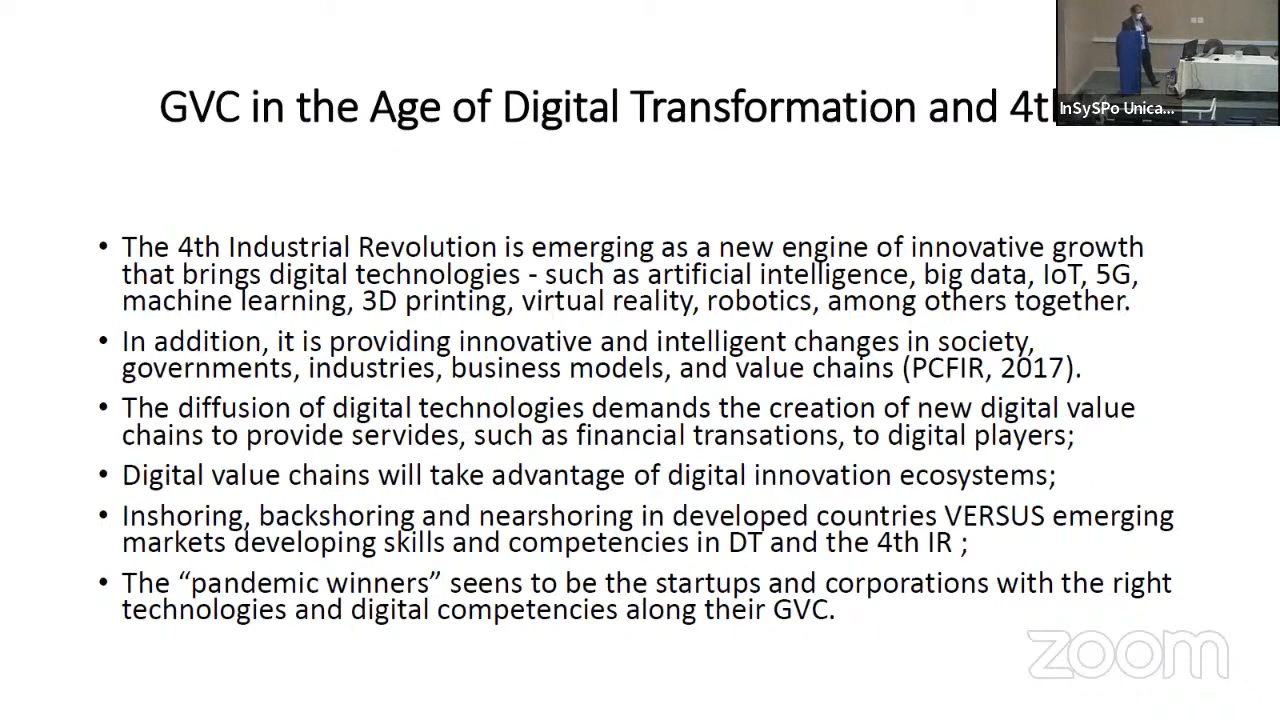 GVC in the Age of Digital Transformation and 4th
InSySPo Unica...
• The 4th Industrial Revolution is emerging as a new engine of innovative growth
that brings digital technologies - such as artificial intelligence, big data, IoT, 5G,
machine learning, 3D printing, virtual reality, robotics, among others together.
• In addition, it is providing innovative and intelligent changes in society,
governments, industries, business models, and value chains (PCFIR, 2017).
• The diffusion of digital technologies demands the creation of new digital value
chains to provide servides, such as financial transations, to digital players;
• Digital value chains will take advantage of digital innovation ecosystems;
• Inshoring, backshoring and nearshoring in developed countries VERSUS emerging
markets developing skills and competencies in DT and the 4th IR ;
• The “pandemic winners” seens to be the startups and corporations with the right
technologies and digital competencies along their GVC.
zoom